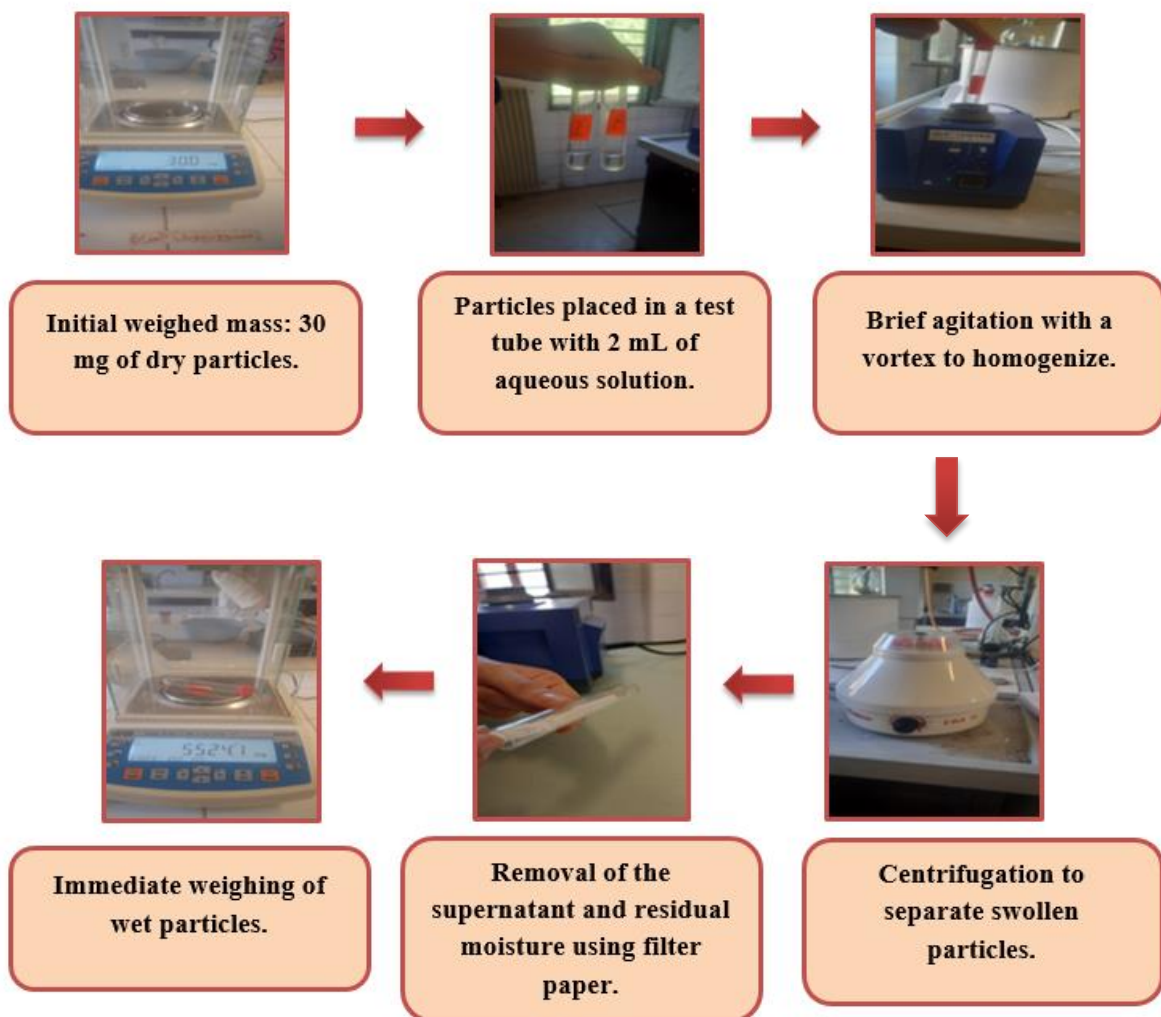 300
Initial weighed mass: 30
mg of dry particles.
Particles placed in a test
tube with 2 mL of
aqueous solution.
Brief agitation with a
vortex to homogenize.
Centrifugation to
separate swollen
particles.
Removal of the
supernatant and residual
moisture using filter
paper.
5524.1
Immediate weighing of
wet particles.